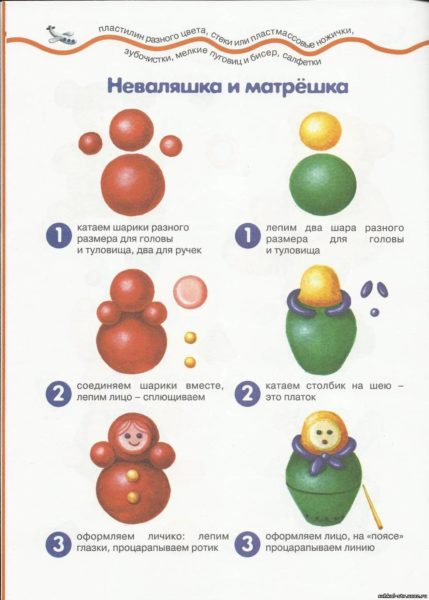 пластилин разного цвета, стеки или пластмассовые ножички,
зубочистки, мелкие пуговиц и бисер, салфетки
Неваляшка и матрёшка
1 катаем шарики разного
размера для головы
и туловища, два для ручек
1 лепим два шара разного
размера для головы
и туловища
2 соединяем шарики вместе,
лепим лицо – сплющиваем
2 катаем столбик на шею –
это платок
3 оформляем личико: лепим
глазки, процарапываем ротик
3 оформляем лицо, на «поясе»
процарапываем линию